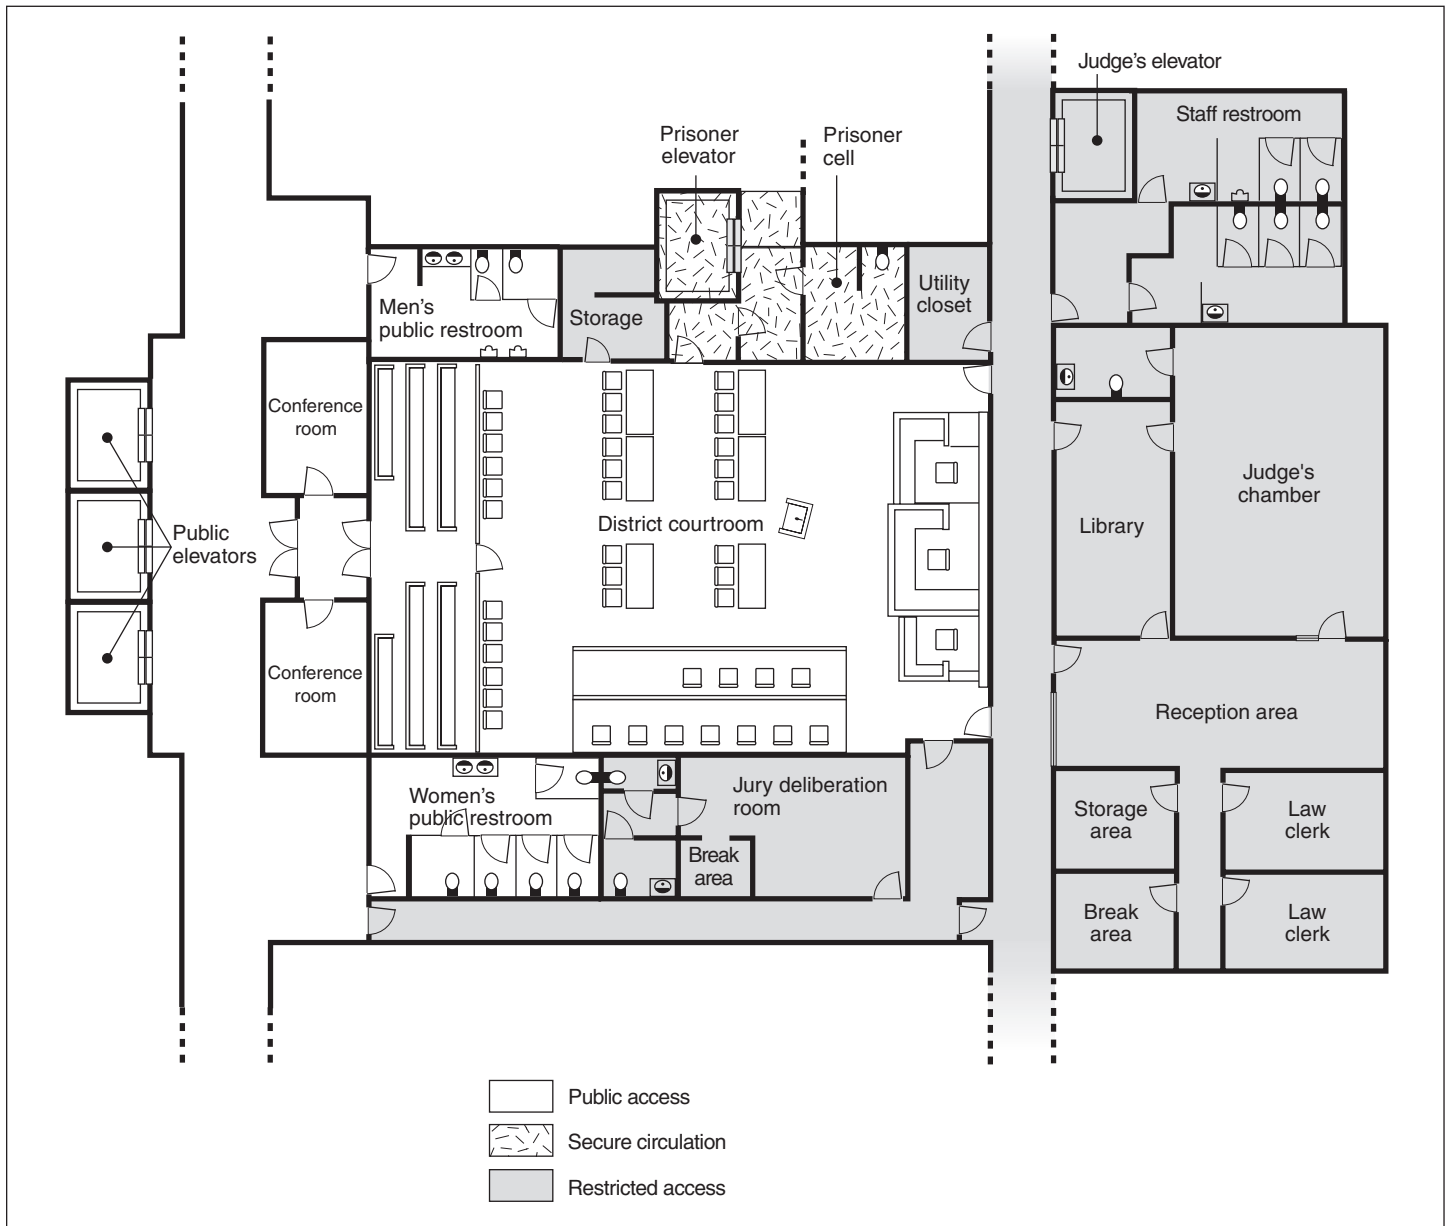 Judge's elevator
Staff restroom
Prisoner
elevator
Prisoner
cell
Men's
public restroom
Storage
Utility
closet
Conference
room
Judge's
chamber
Public
elevators
District courtroom
Library
Conference
room
Reception area
Women's
public restroom
Jury deliberation
room
Break
area
Storage
area
Law
clerk
Break
area
Law
clerk
Public access
Secure circulation
Restricted access